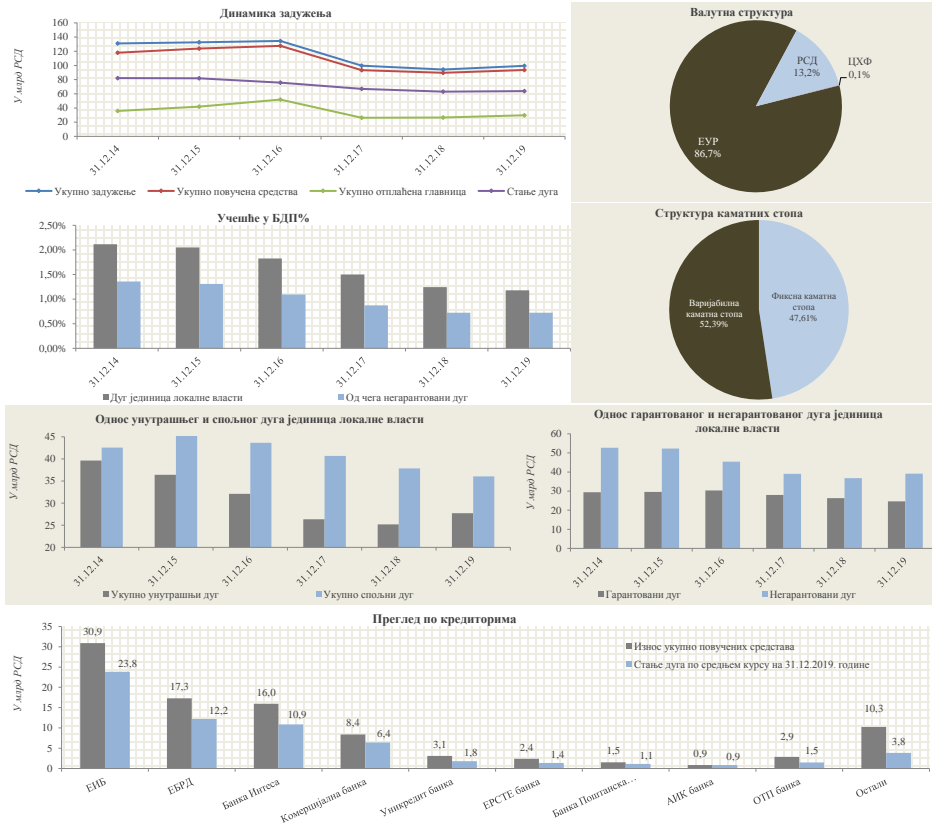 Динамика задужења
У млрд РСД
160
140
120
100
80
60
40
20
0
31.12.14
31.12.15
31.12.16
31.12.17
31.12.18
31.12.19
Укупно задужење
Укупно повучена средства
Укупно отплаћена главница
Стање дуга
Валутна структура
РСД
13,2%
ЦХФ
0,1%
ЕУР
86,7%
Учешће у БДП%
2,50%
2,00%
1,50%
1,00%
0,50%
0,00%
31.12.14
31.12.15
31.12.16
31.12.17
31.12.18
31.12.19
Дуг јединица локалне власти
Од чега негарантовани дуг
Структура каматних стопа
Варијабилна
каматна стопа
52,39%
Фиксна каматна
стопа
47,61%
Однос унутрашњег и спољног дуга јединица локалне власти
У млрд РСД
45
40
35
30
25
20
31.12.14
31.12.15
31.12.16
31.12.17
31.12.18
31.12.19
Укупно унутрашњи дуг
Укупно спољни дуг
Однос гарантованог и негарантованог дуга јединица
локалне власти
У млрд РСД
60
50
40
30
20
10
0
31.12.14
31.12.15
31.12.16
31.12.17
31.12.18
31.12.19
Гарантовани дуг
Негарантовани дуг
Преглед по кредиторима
У млрд РСД
35
30
25
20
15
10
5
0
30,9
23,8
17,3
12,2
16,0
10,9
8,4
6,4
3,1
1,8
2,4
1,4
1,5
1,1
0,9
0,9
2,9
1,5
10,3
3,8
Износ укупно повучених средстава
Стање дуга по средњем курсу на 31.12.2019. године
ЕИБ
ЕБРД
Банка Интеса
Комерцијална банка
Уникредит банка
ЕРСТЕ банка
Банка Поштанска…
АИК банка
ОТП банка
Остали